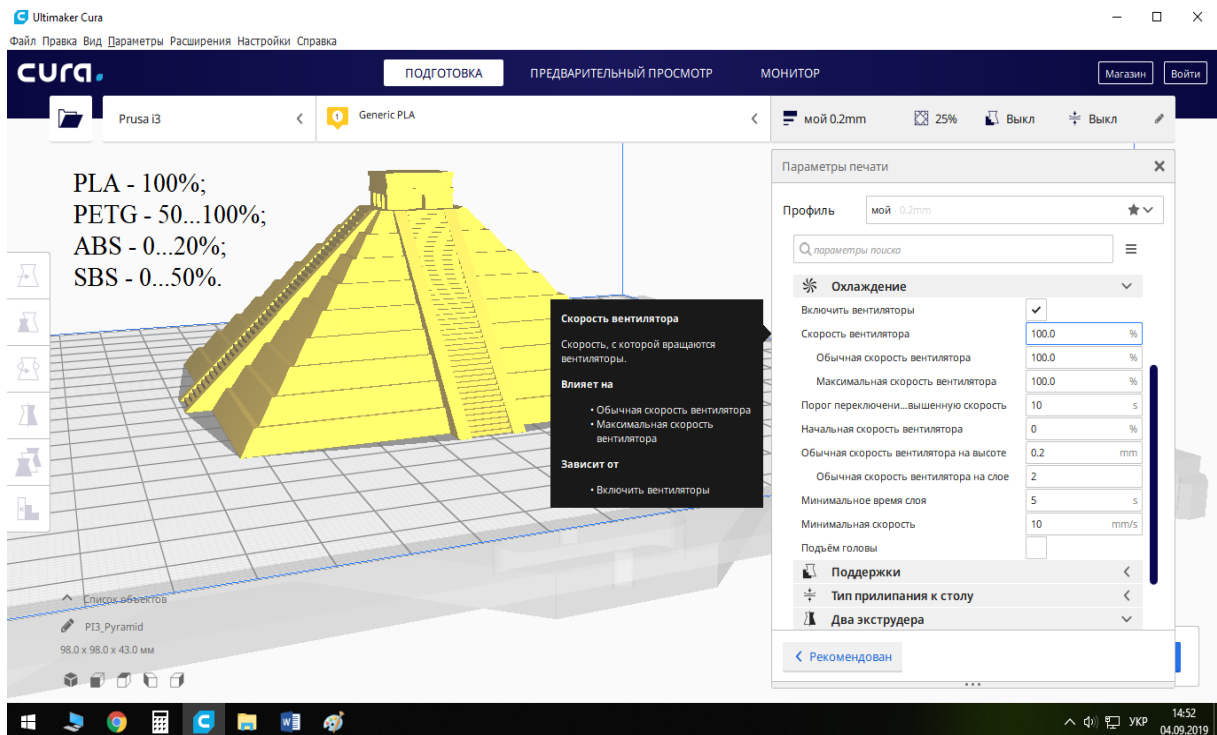 Ultimaker Cura
Файл Правка Вид Параметры Расширения Настройки Справка
cura.
ПОДГОТОВКА
ПРЕДВАРИТЕЛЬНЫЙ ПРОСМОТР
МОНИТОР
Магазин
Войти
Prusa i3
1
Generic PLA
мой 0.2mm
25%
Выкл
Выкл
PLA - 100%;
PETG - 50...100%;
ABS - 0...20%;
SBS - 0...50%.
Параметры печати
Профиль
мой 0.2mm
параметры поиска
Охлаждение
Включить вентиляторы
Скорость вентилятора 100.0 %
Обычная скорость вентилятора 100.0 %
Максимальная скорость вентилятора 100.0 %
Порог переключени...вышенную скорость 10 s
Начальная скорость вентилятора 0 %
Обычная скорость вентилятора на высоте 0.2 mm
Обычная скорость вентилятора на слое 2
Минимальное время слоя 5 s
Минимальная скорость 10 mm/s
Подъём головы
Поддержки
Тип прилипания к столу
Два экструдера
Рекомендован
Скорость вентилятора
Скорость, с которой вращаются
вентиляторы.
Влияет на
• Обычная скорость вентилятора
• Максимальная скорость
вентилятора
Зависит от
• Включить вентиляторы
Список объектов
PI3_Pyramid
98.0 x 98.0 x 43.0 мм
УКР
14:52
04.09.2019